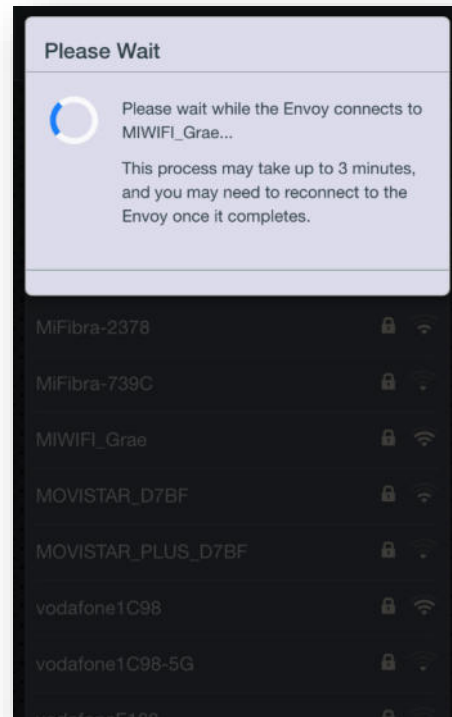 Please Wait
Please wait while the Envoy connects to
MIWIFI_Grae...
This process may take up to 3 minutes,
and you may need to reconnect to the
Envoy once it completes.
MiFibra-2378
MiFibra-739C
MIWIFI_Grae
MOVISTAR_D7BF
MOVISTAR_PLUS_D7BF
vodafone1C98
vodafone1C98-5G